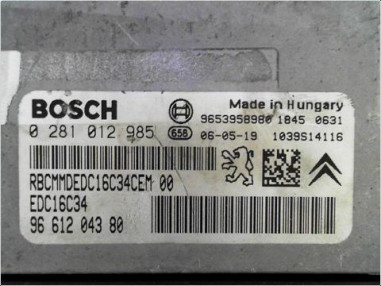 BOSCH
Made in Hungary
9653958980 1845 0631
0 281 012 985
658
06-05-19 1039S14116
RBCMMDEDC16C34CEM 00
EDC16C34
96 612 043 80